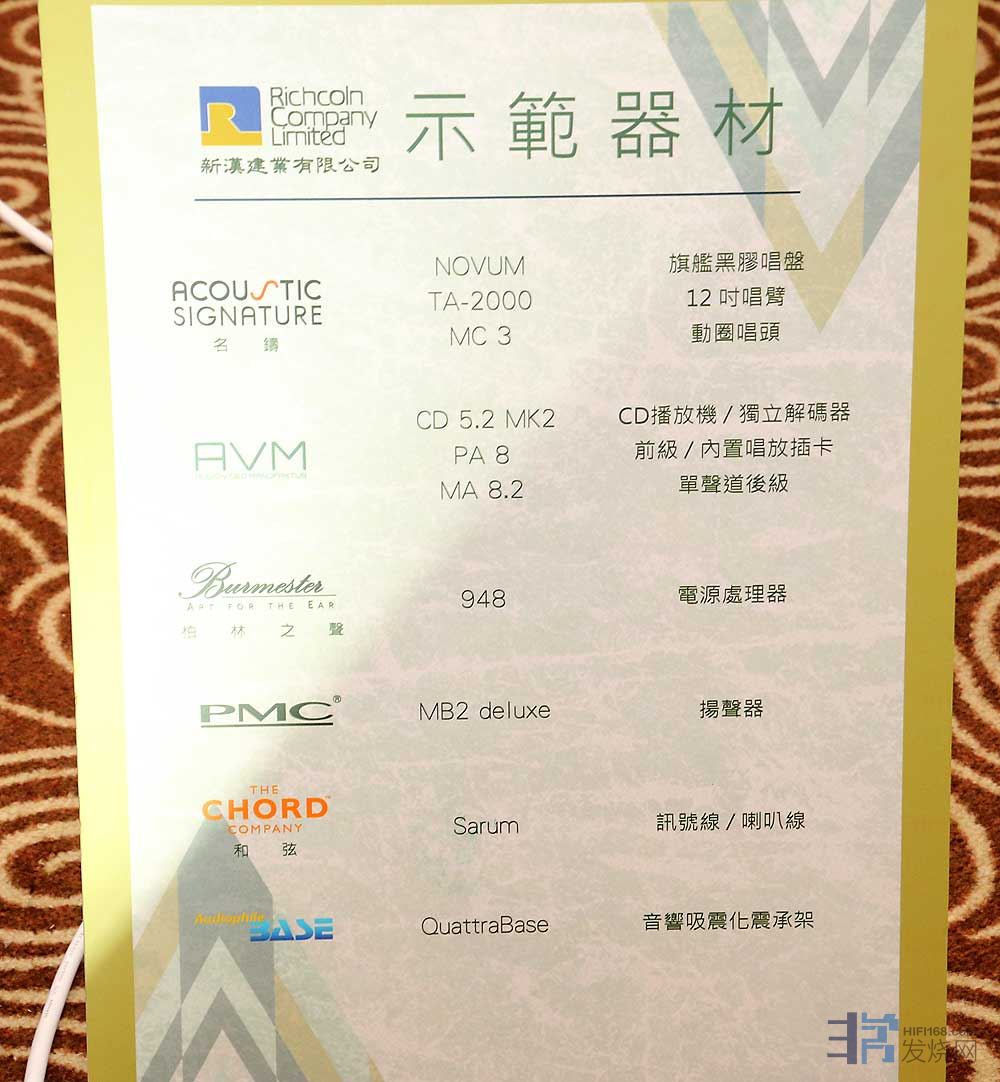 Richcoln
Company
Limited
新漢建業有限公司
示範器材
ACOUSTIC
SIGNATURE
名鑄
NOVUM 旗艦黑膠唱盤
TA-2000 12吋唱臂
MC 3 動圈唱頭
AVM
CD 5.2 MK2 CD播放機 / 獨立解碼器
PA 8 前級 / 內置唱放插卡
MA 8.2 單聲道後級
Burmester
ART FOR THE EAR
柏林之聲
948 電源處理器
PMC®
MB2 deluxe 揚聲器
THE
CHORD™
COMPANY
和弦
Sarum 訊號線 / 喇叭線
Audiophile
BASE
QuattraBase 音響吸震化震承架
HIFI168.com
发烧网